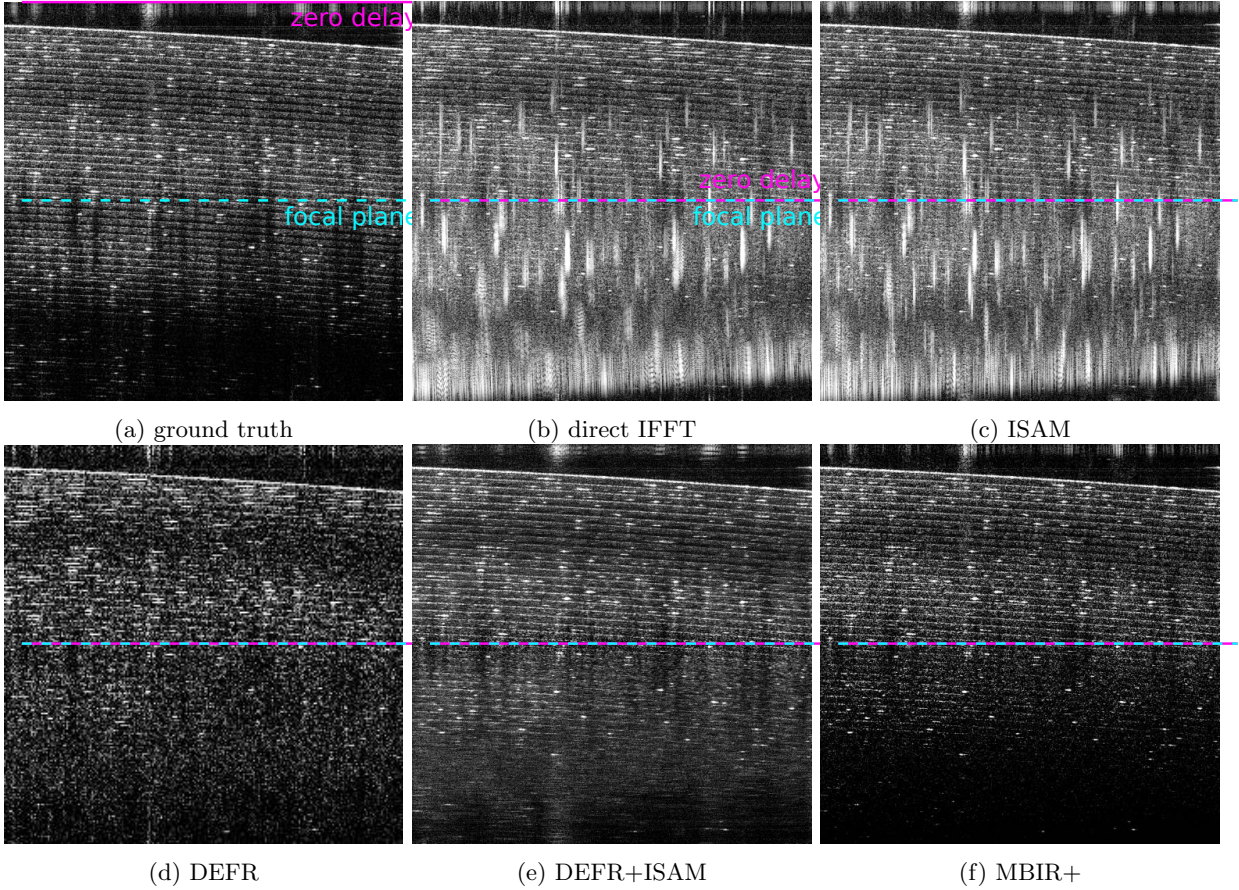 zero delay
zero delay
focal plane
focal plane
(a) ground truth
(b) direct IFFT
(c) ISAM
(d) DEFR
(e) DEFR+ISAM
(f) MBIR+